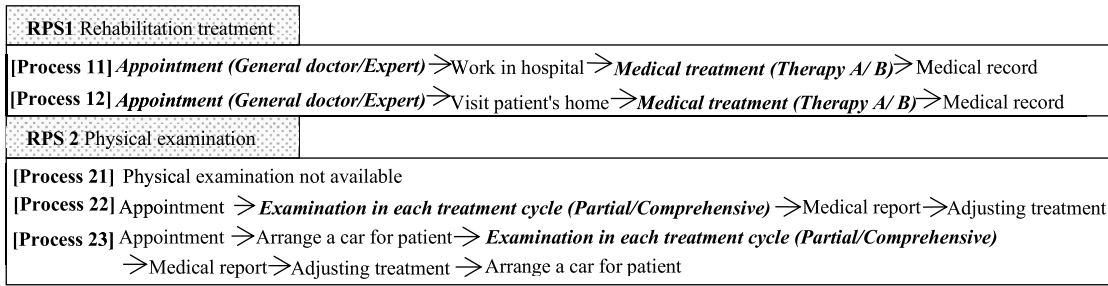 RPS1 Rehabilitation treatment
[Process 11] Appointment (General doctor/Expert) → Work in hospital → Medical treatment (Therapy A/ B) → Medical record
[Process 12] Appointment (General doctor/Expert) → Visit patient's home → Medical treatment (Therapy A/ B) → Medical record
RPS 2 Physical examination
[Process 21] Physical examination not available
[Process 22] Appointment → Examination in each treatment cycle (Partial/Comprehensive) → Medical report → Adjusting treatment
[Process 23] Appointment → Arrange a car for patient → Examination in each treatment cycle (Partial/Comprehensive)
→ Medical report → Adjusting treatment → Arrange a car for patient